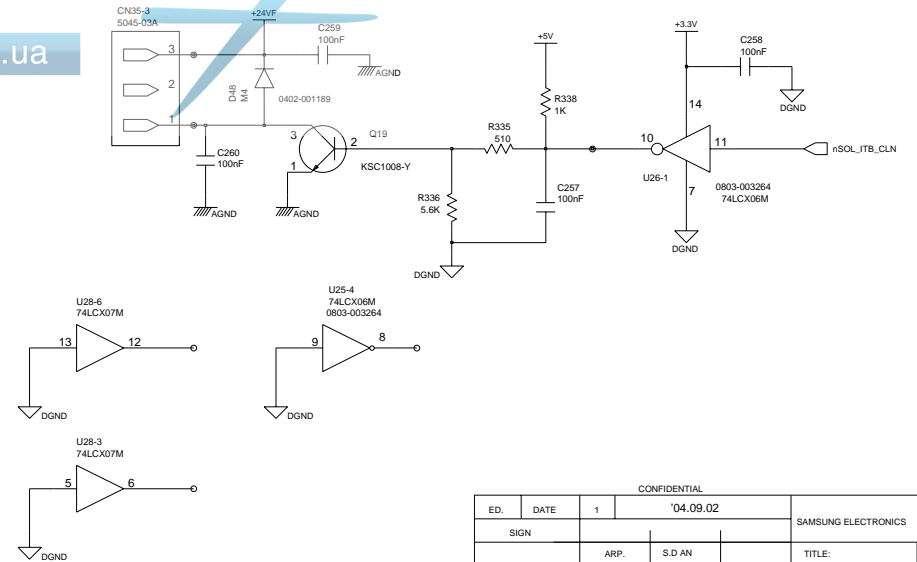 .ua
CN35-3
5045-03A
3
2
1
+24VF
C259
100nF
AGND
D48
M4
0402-001189
C260
100nF
AGND
3
1
2
Q19
KSC1008-Y
AGND
R335
510
R336
5.6K
DGND
+5V
R338
1K
C257
100nF
+3.3V
C258
100nF
DGND
14
10
11
7
U26-1
0803-003264
74LCX06M
DGND
nSOL_ITB_CLN
U28-6
74LCX07M
13
12
DGND
U25-4
74LCX06M
0803-003264
9
8
DGND
U28-3
74LCX07M
5
6
DGND
CONFIDENTIAL
ED. DATE 1 '04.09.02
SAMSUNG ELECTRONICS
SIGN
ARP. S.D AN TITLE: